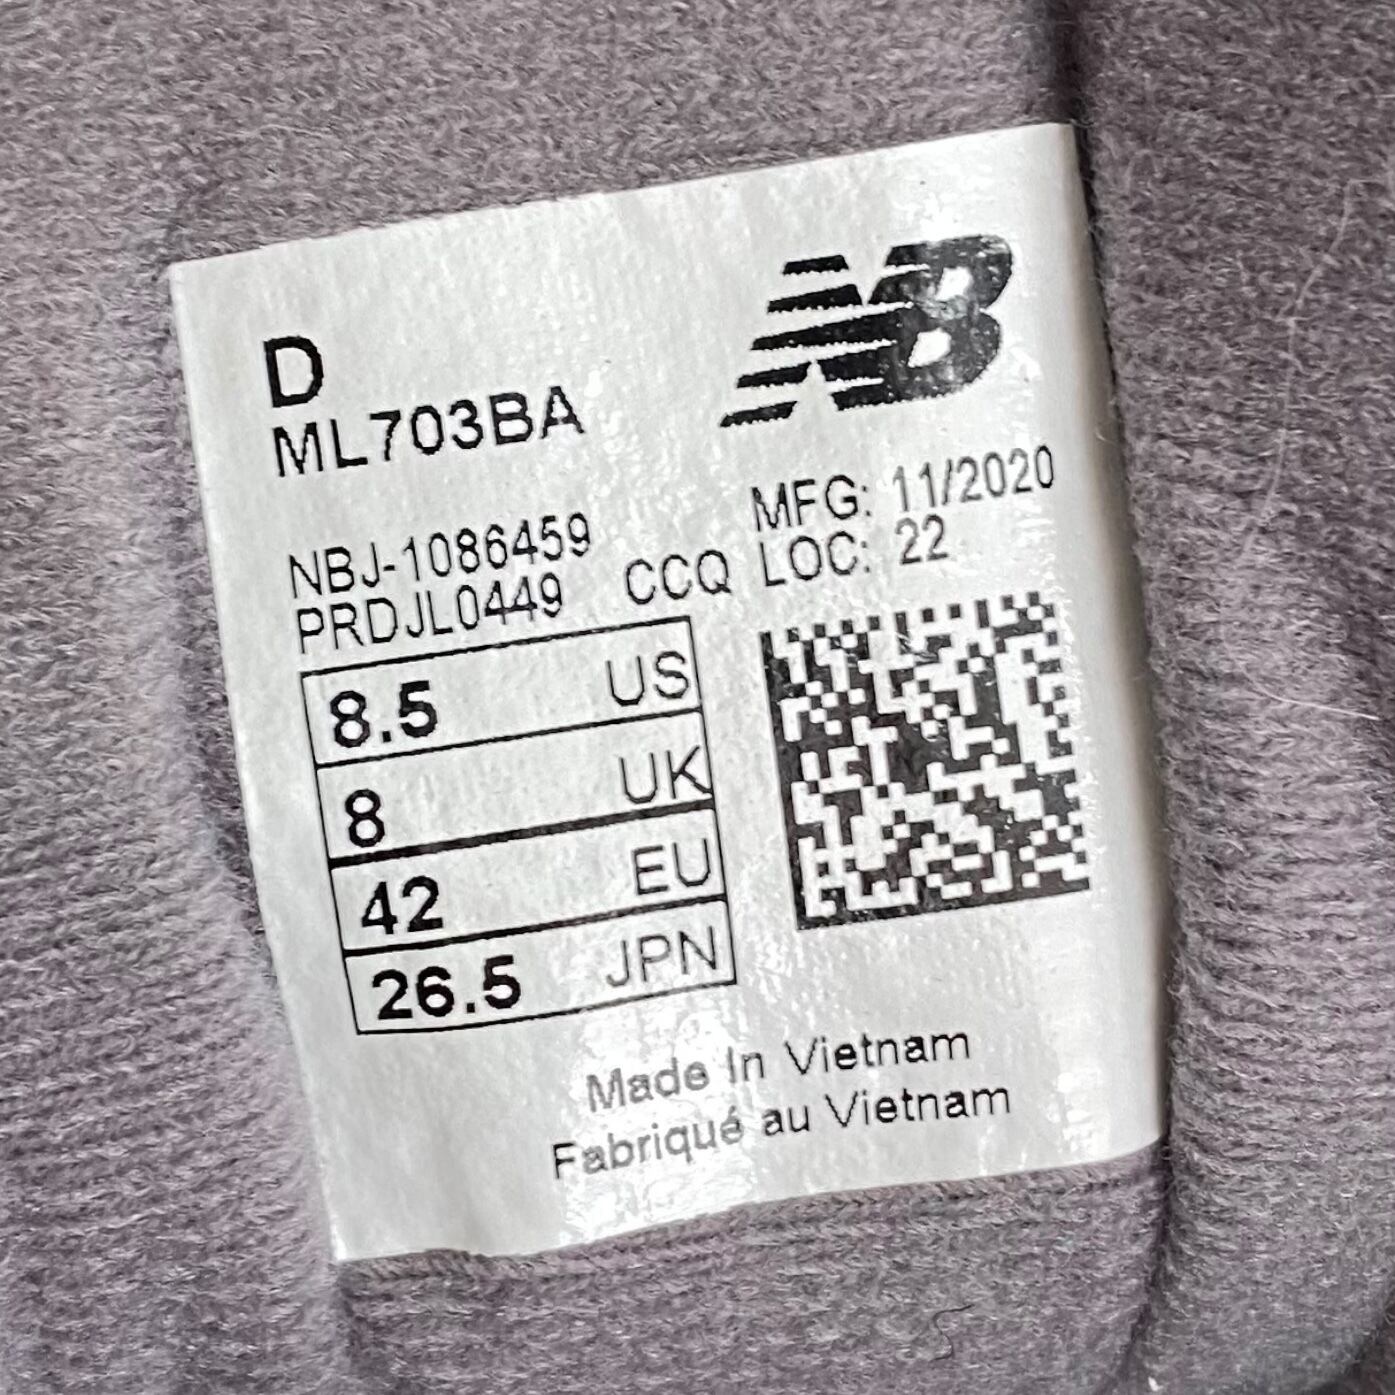 NB
D
ML703BA
NBJ-1086459
PRDJL0449 CCQ
MFG: 11/2020
LOC: 22
8.5 US
8 UK
42 EU
26.5 JPN
Made In Vietnam
Fabriqué au Vietnam